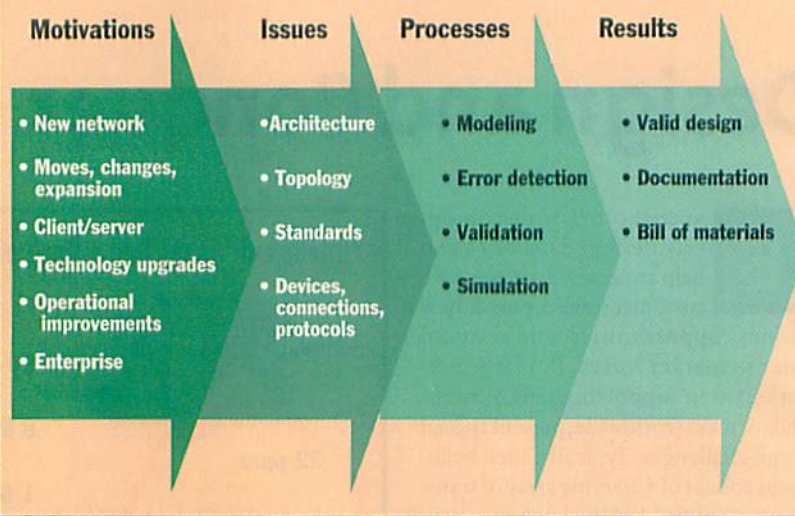 Motivations
• New network
• Moves, changes,
expansion
• Client/server
• Technology upgrades
• Operational
improvements
• Enterprise
Issues
•Architecture
• Topology
• Standards
• Devices,
connections,
protocols
Processes
• Modeling
• Error detection
• Validation
• Simulation
Results
• Valid design
• Documentation
• Bill of materials